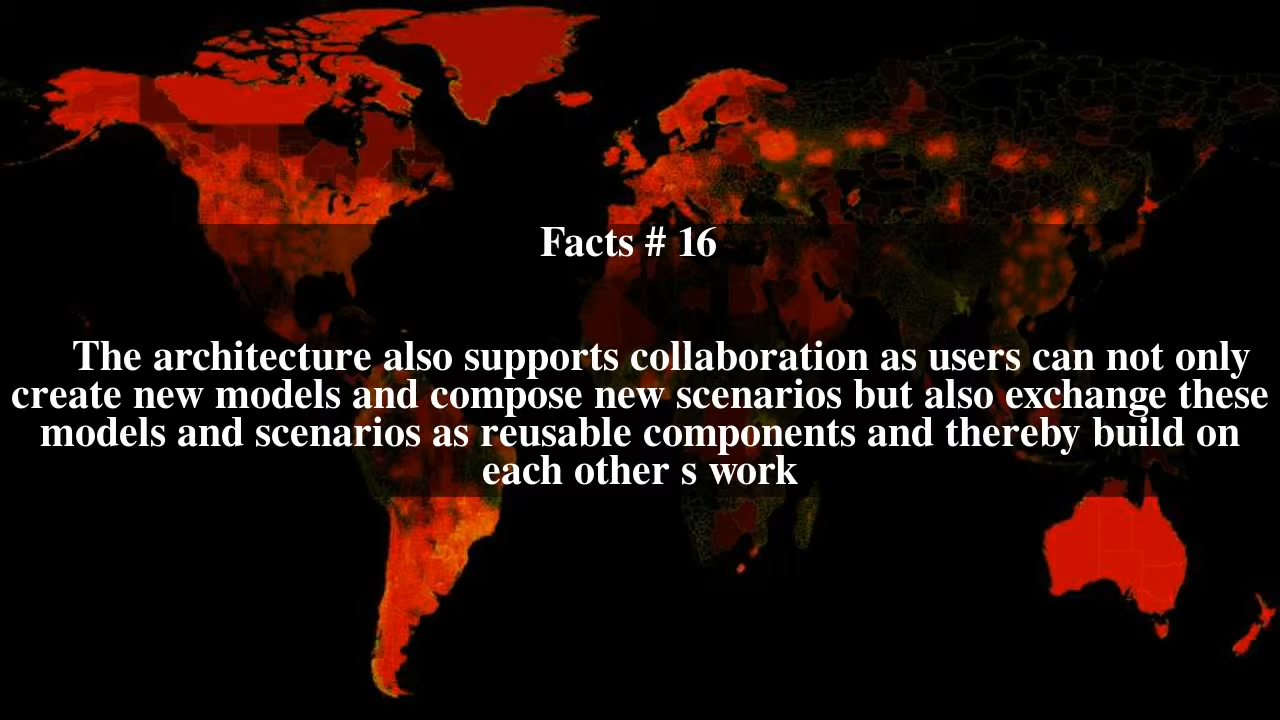 Facts # 16
The architecture also supports collaboration as users can not only
create new models and compose new scenarios but also exchange these
models and scenarios as reusable components and thereby build on
each other s work